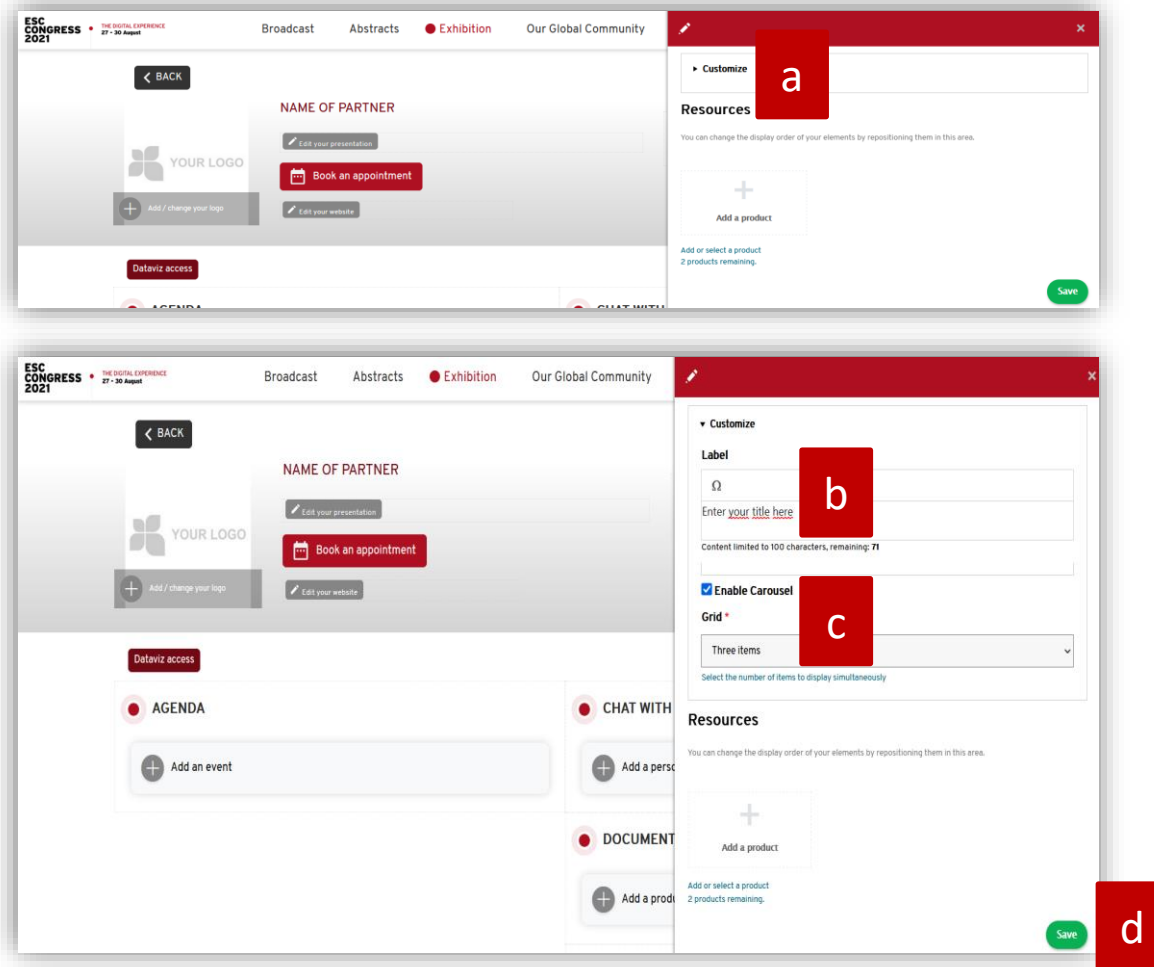 ESC
CONGRESS
2021
THE DIGITAL EXPERIENCE
27 - 30 August
Broadcast Abstracts Exhibition Our Global Community
BACK
YOUR LOGO
Add / change your logo
NAME OF PARTNER
Edit your presentation
Book an appointment
Edit your website
Dataviz access
AGENDA
CHAT WITH
Customize
a
Resources
You can change the display order of your elements by repositioning them in this area.
Add a product
Add or select a product
2 products remaining.
Save
ESC
CONGRESS
2021
THE DIGITAL EXPERIENCE
27 - 30 August
Broadcast Abstracts Exhibition Our Global Community
BACK
YOUR LOGO
Add / change your logo
NAME OF PARTNER
Edit your presentation
Book an appointment
Edit your website
Dataviz access
AGENDA
Add an event
CHAT WITH
Add a perso
DOCUMENT
Add a produ
Customize
Label
Ω
b
Enter your title here
Content limited to 100 characters, remaining: 71
Enable Carousel
Grid *
c
Three items
Select the number of items to display simultaneously
Resources
You can change the display order of your elements by repositioning them in this area.
Add a product
Add or select a product
2 products remaining.
Save
d